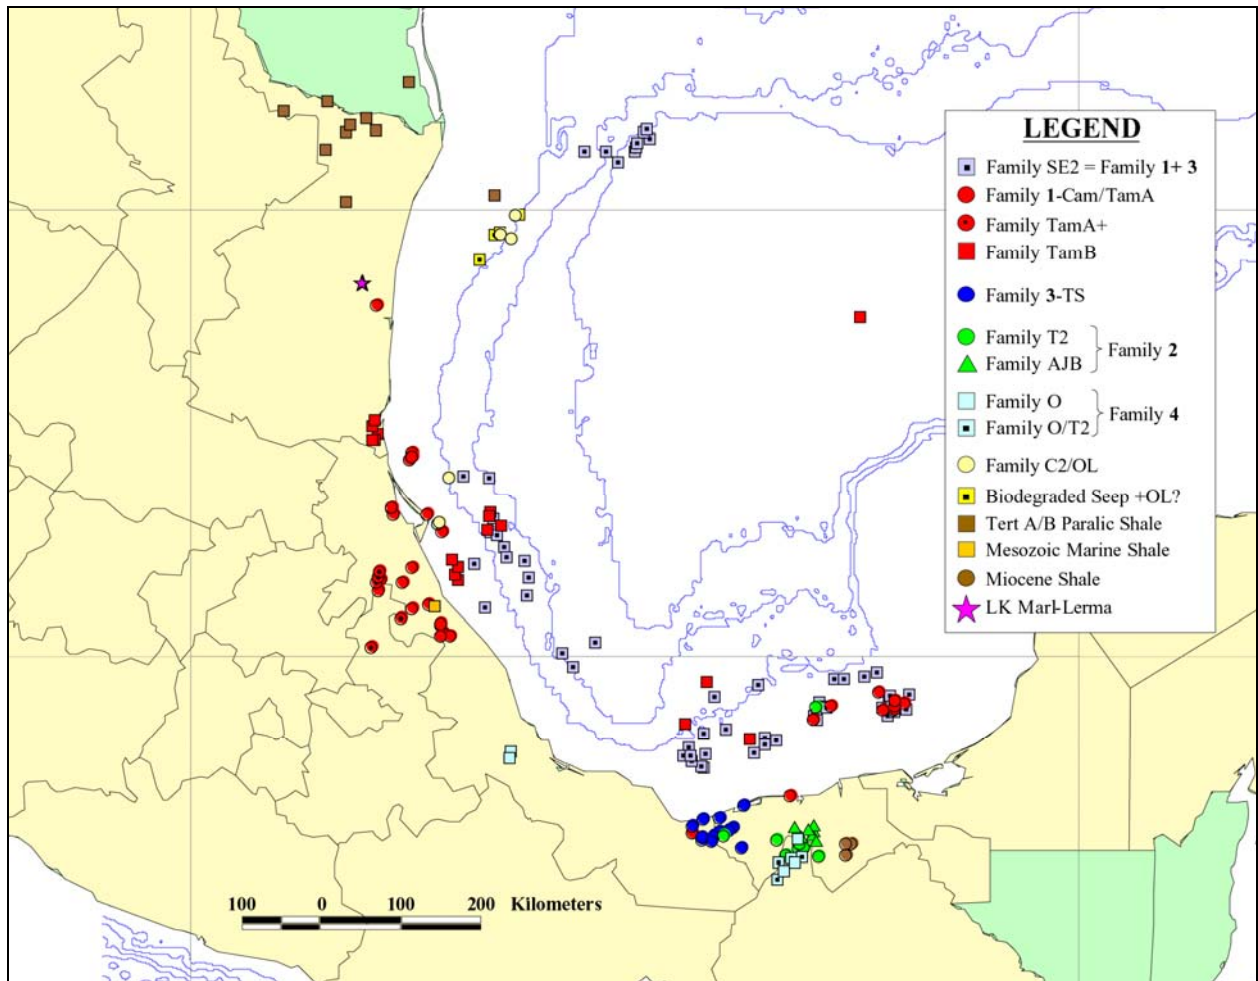 LEGEND
Family SE2 = Family 1+ 3
Family 1-Cam/TamA
Family TamA+
Family TamB
Family 3-TS
Family T2
Family AJB
Family 2
Family O
Family O/T2
Family 4
Family C2/OL
Biodegraded Seep +OL?
Tert A/B Paralic Shale
Mesozoic Marine Shale
Miocene Shale
LK Marl-Lerma
100 0 100 200 Kilometers